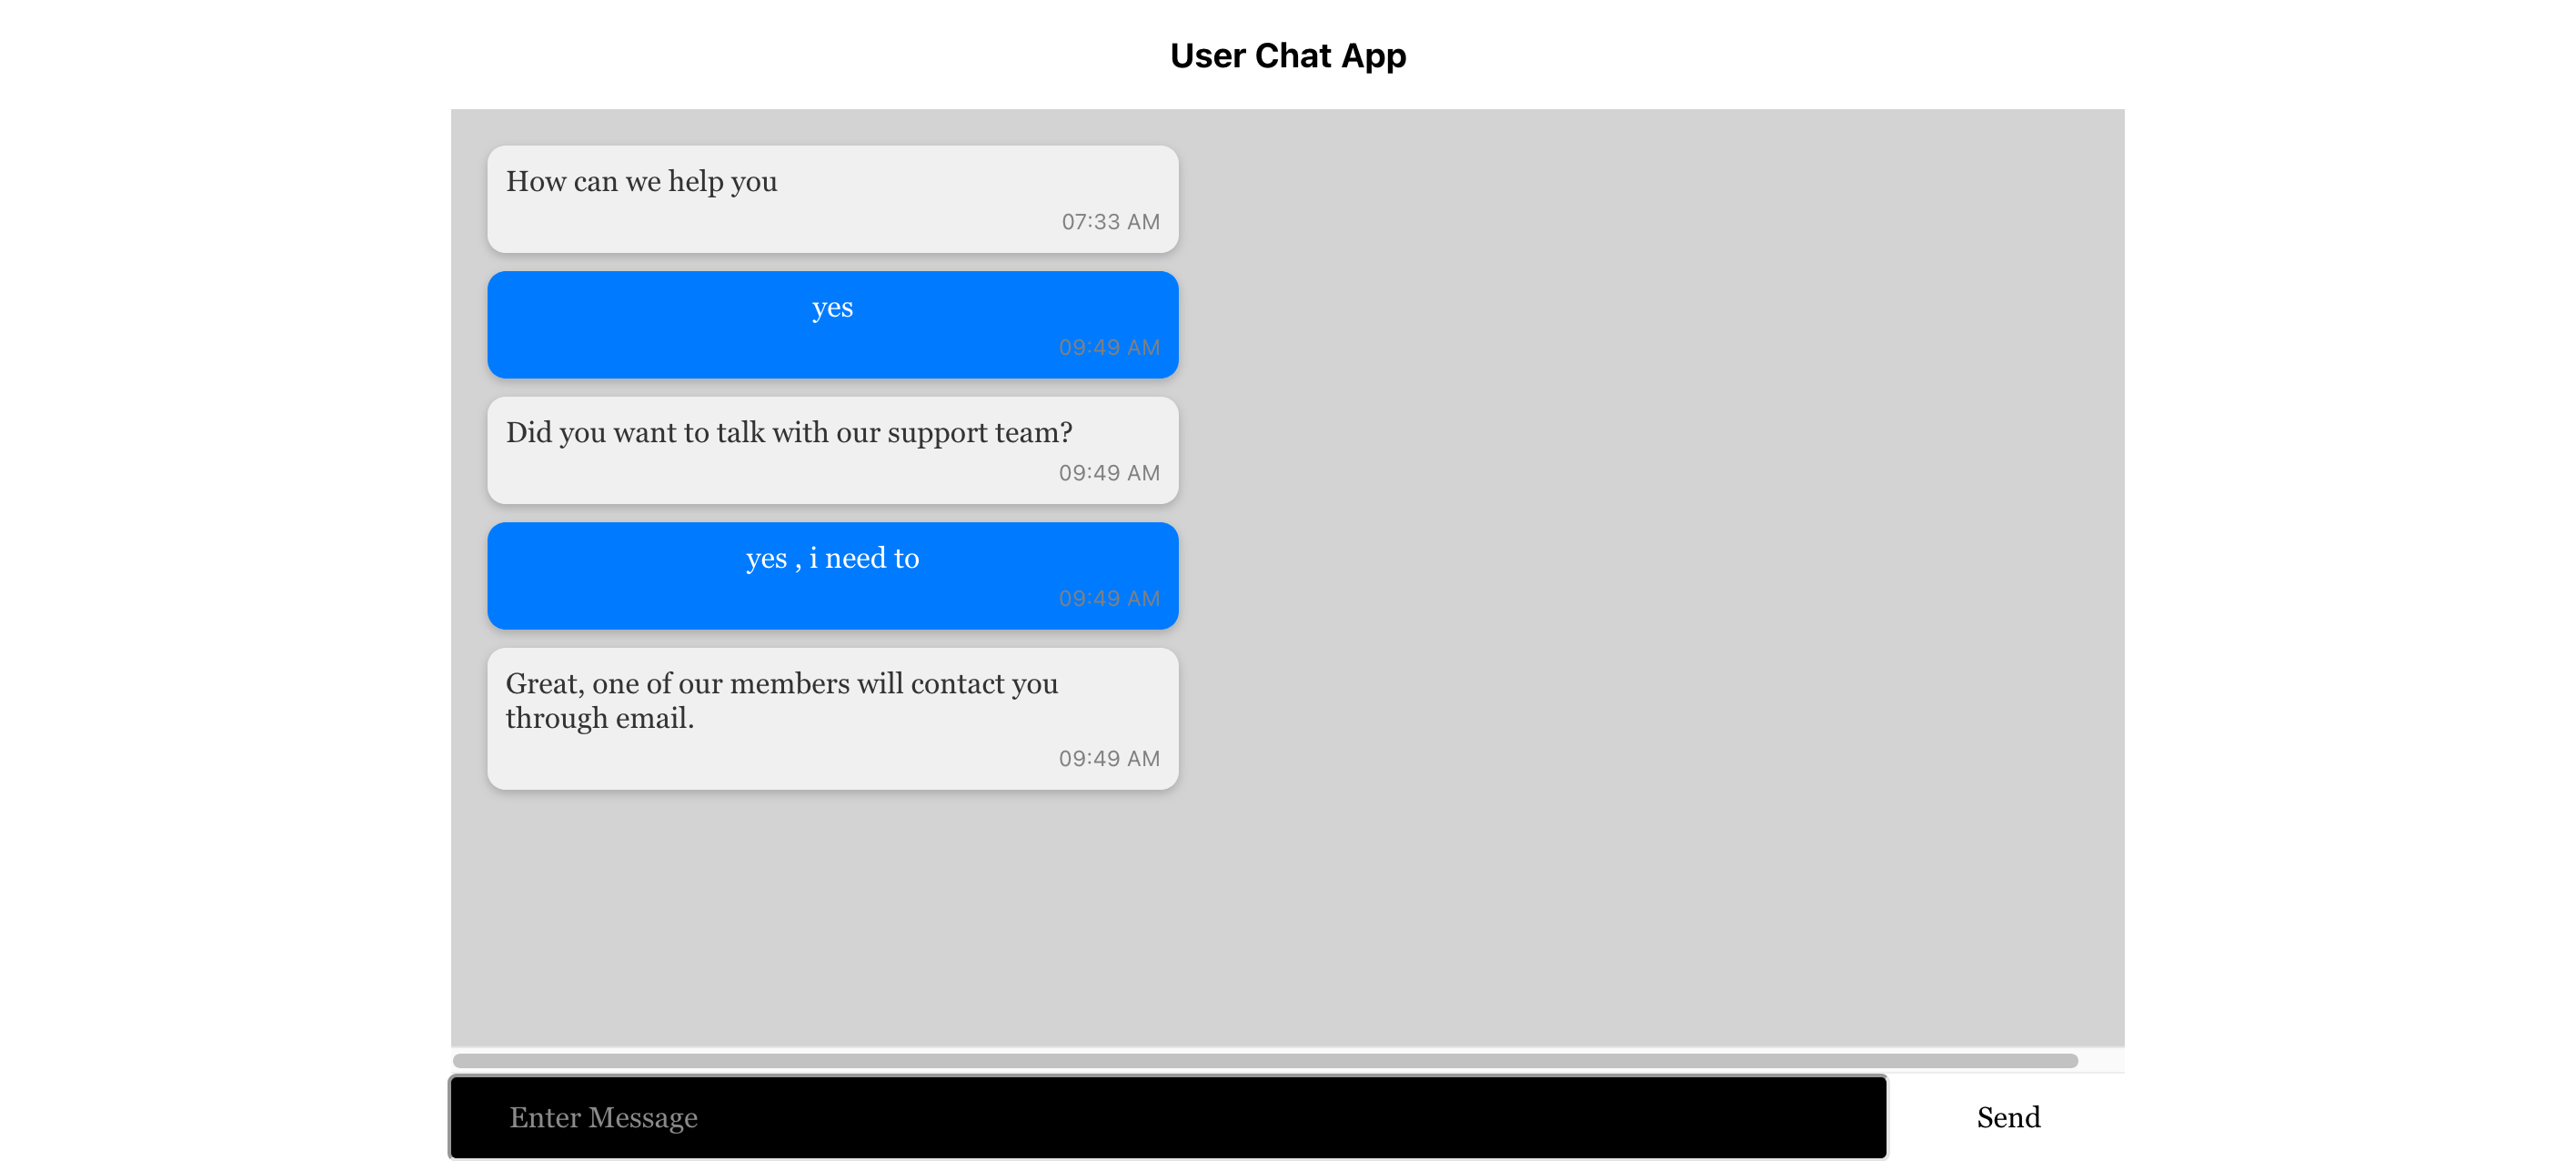 User Chat App
How can we help you
07:33 AM
yes
09:49 AM
Did you want to talk with our support team?
09:49 AM
yes , i need to
09:49 AM
Great, one of our members will contact you
through email.
09:49 AM
Enter Message
Send